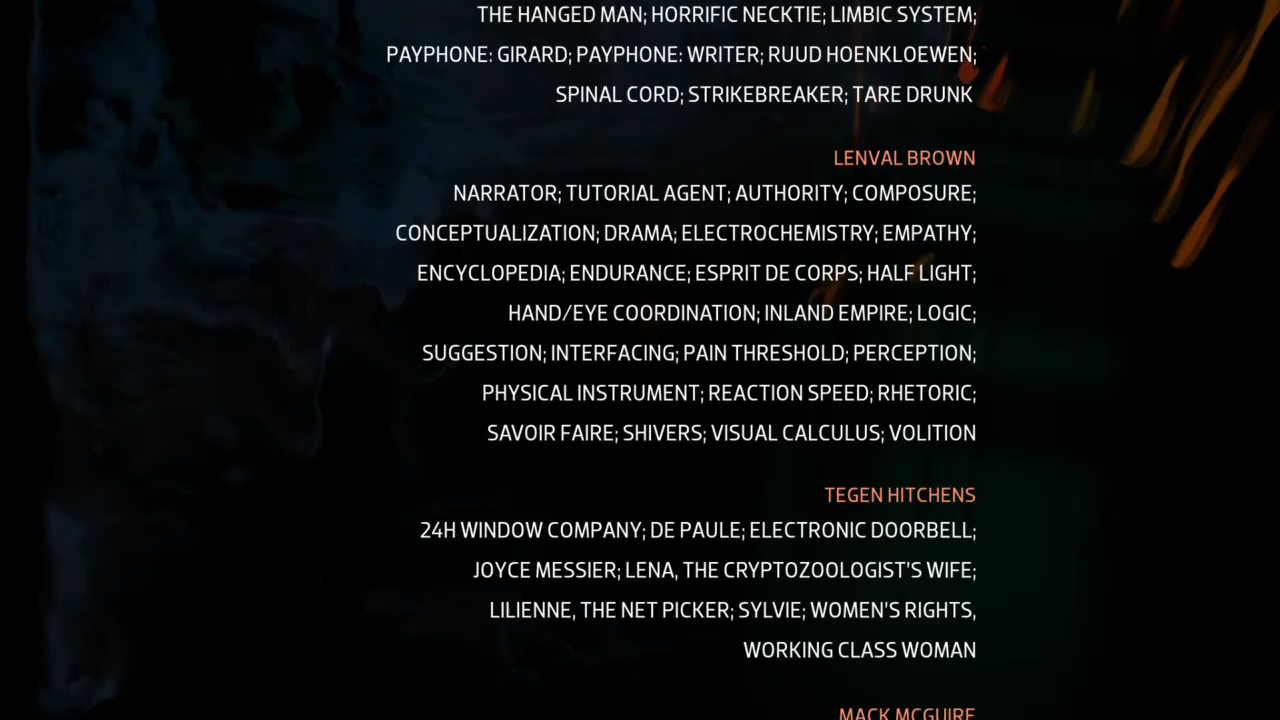 THE HANGED MAN; HORRIFIC NECKTIE; LIMBIC SYSTEM;
PAYPHONE: GIRARD; PAYPHONE: WRITER; RUUD HOENKLOEWEN;
SPINAL CORD; STRIKEBREAKER; TARE DRUNK
LENVAL BROWN
NARRATOR; TUTORIAL AGENT; AUTHORITY; COMPOSURE;
CONCEPTUALIZATION; DRAMA; ELECTROCHEMISTRY; EMPATHY;
ENCYCLOPEDIA; ENDURANCE; ESPRIT DE CORPS; HALF LIGHT;
HAND/EYE COORDINATION; INLAND EMPIRE; LOGIC;
SUGGESTION; INTERFACING; PAIN THRESHOLD; PERCEPTION;
PHYSICAL INSTRUMENT; REACTION SPEED; RHETORIC;
SAVOIR FAIRE; SHIVERS; VISUAL CALCULUS; VOLITION
TEGEN HITCHENS
24H WINDOW COMPANY; DE PAULE; ELECTRONIC DOORBELL;
JOYCE MESSIER; LENA, THE CRYPTOZOOLOGIST'S WIFE;
LILIENNE, THE NET PICKER; SYLVIE; WOMEN'S RIGHTS,
WORKING CLASS WOMAN
MACK MCGUIRE